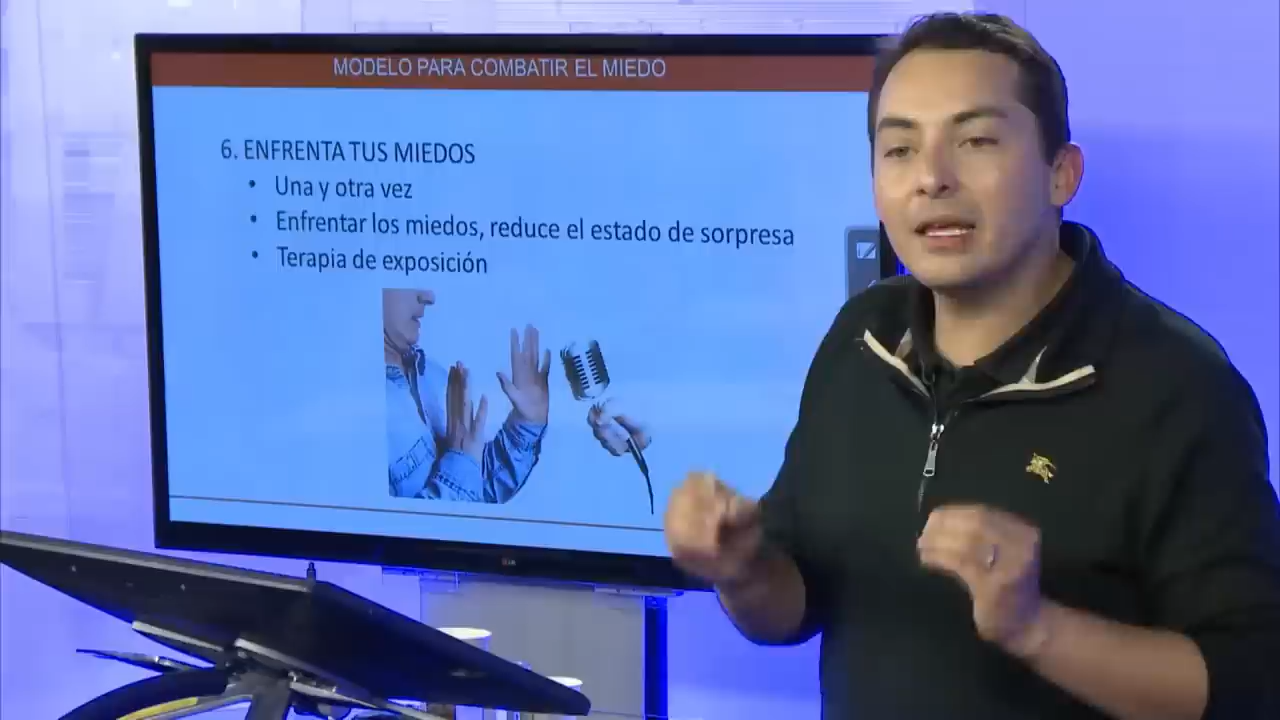 MODELO PARA COMBATIR EL MIEDO
6. ENFRENTA TUS MIEDOS
• Una y otra vez
• Enfrentar los miedos, reduce el estado de sorpresa
• Terapia de exposición
LG